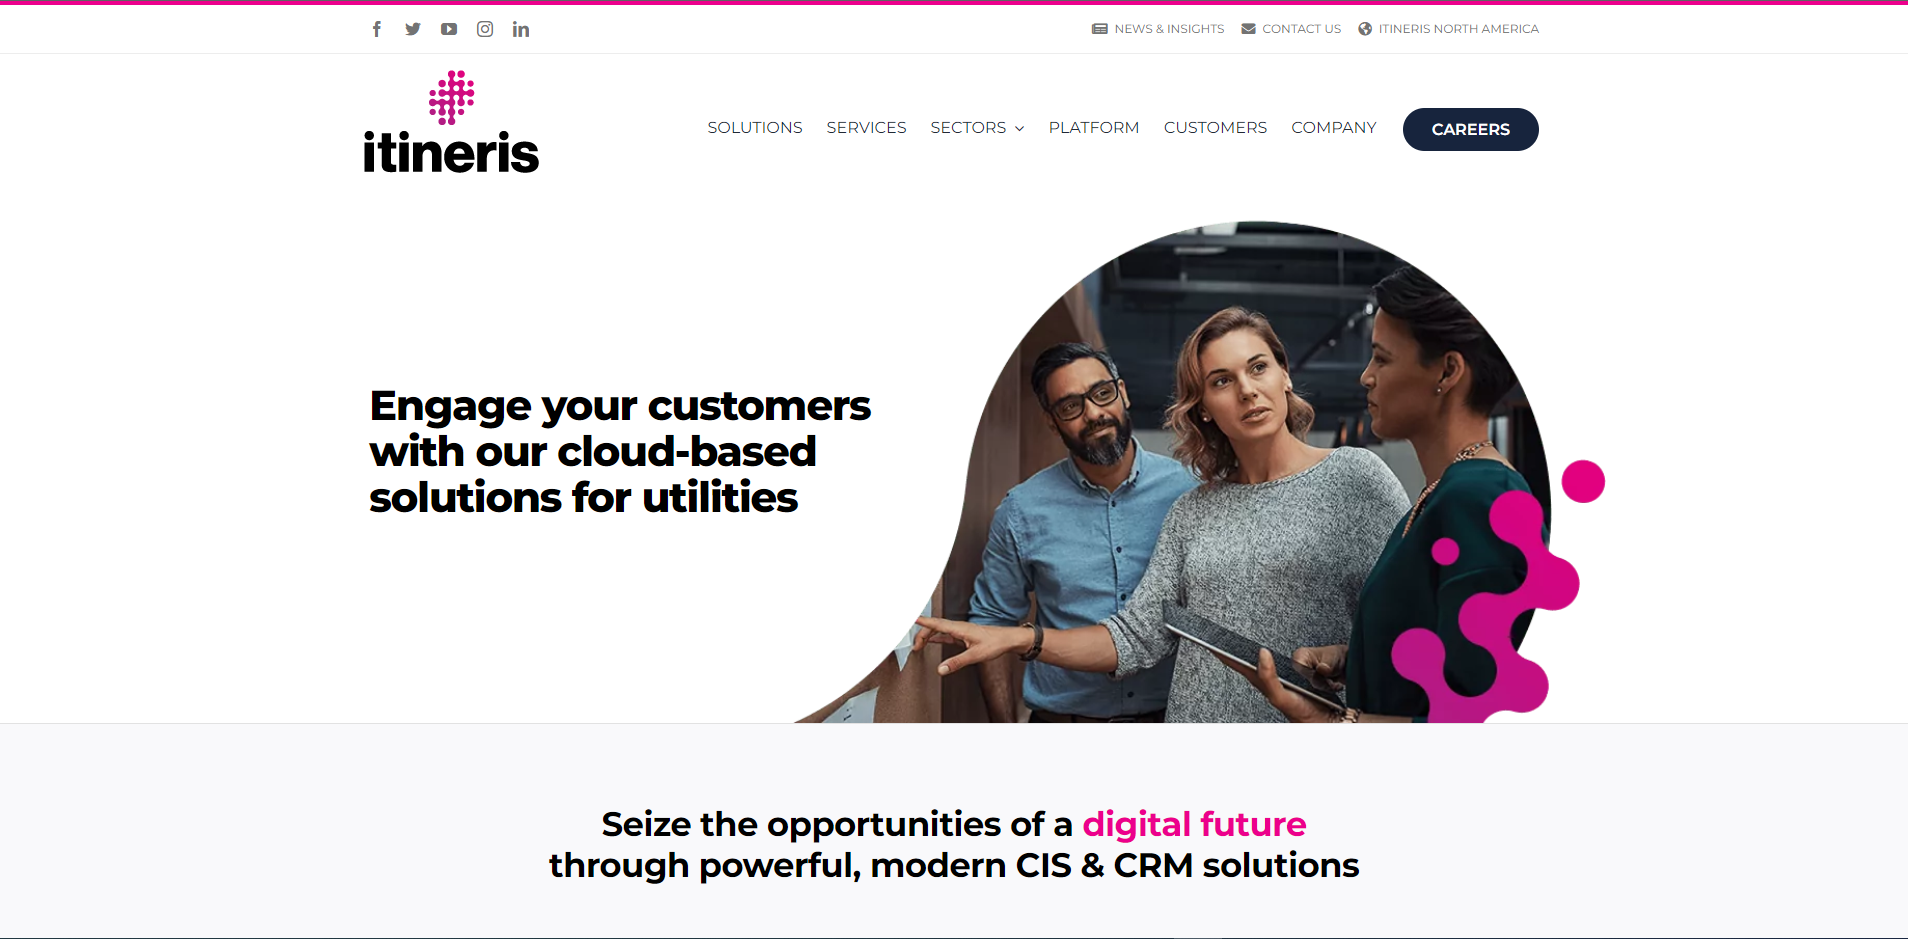 NEWS & INSIGHTS
CONTACT US
ITINERIS NORTH AMERICA
itineris
SOLUTIONS
SERVICES
SECTORS
PLATFORM
CUSTOMERS
COMPANY
CAREERS
Engage your customers
with our cloud-based
solutions for utilities
Seize the opportunities of a digital future
through powerful, modern CIS & CRM solutions